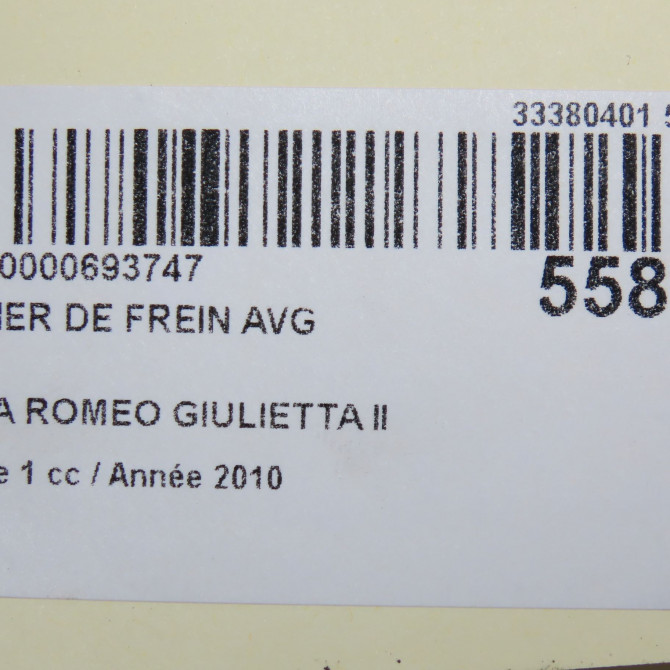 33380401
0000693747
558
IER DE FREIN AVG
A ROMEO GIULIETTA II
e 1 cc / Année 2010